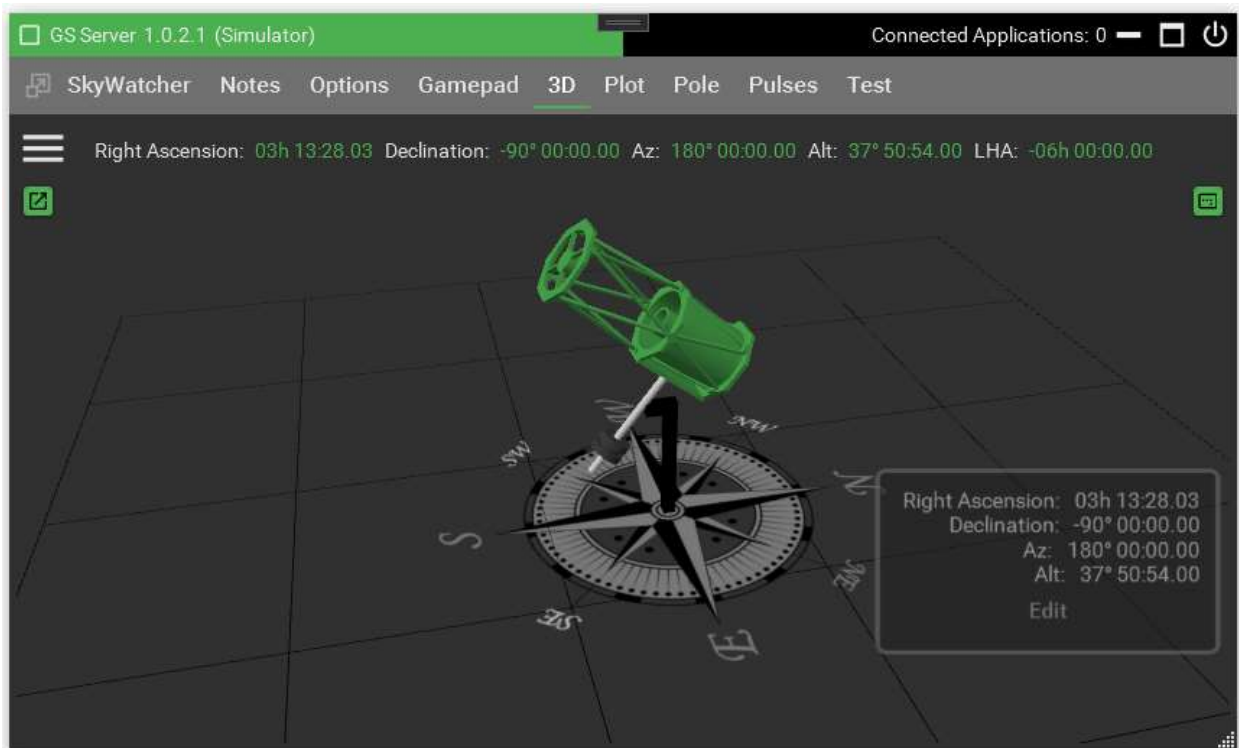 GS Server 1.0.2.1 (Simulator) Connected Applications: 0
SkyWatcher Notes Options Gamepad 3D Plot Pole Pulses Test
Right Ascension: 03h 13:28.03 Declination: -90° 00:00.00 Az: 180° 00:00.00 Alt: 37° 50:54.00 LHA: -06h 00:00.00
W
NW
SW
N
S
NE
SE
E
Right Ascension: 03h 13:28.03
Declination: -90° 00:00.00
Az: 180° 00:00.00
Alt: 37° 50:54.00
Edit